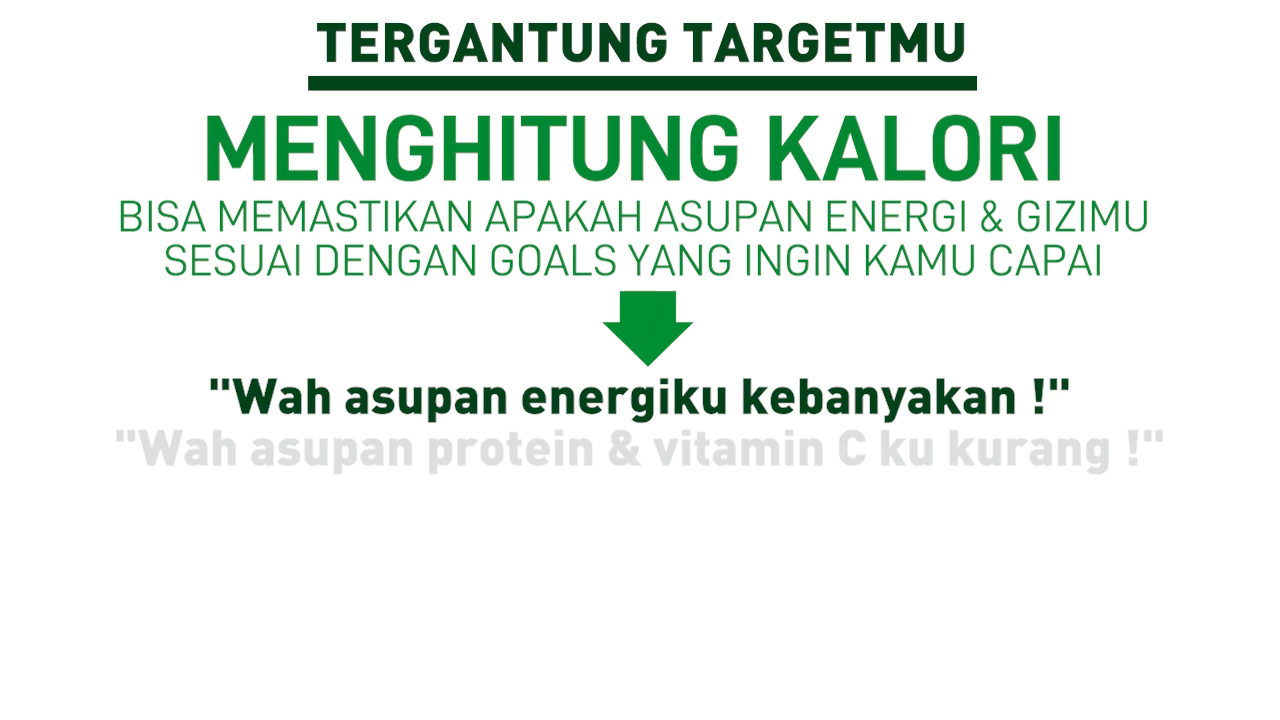 TERGANTUNG TARGETMU
MENGHITUNG KALORI
BISA MEMASTIKAN APAKAH ASUPAN ENERGI & GIZIMU
SESUAI DENGAN GOALS YANG INGIN KAMU CAPAI
"Wah asupan energiku kebanyakan !"
"Wah asupan protein & vitamin C ku kurang !"